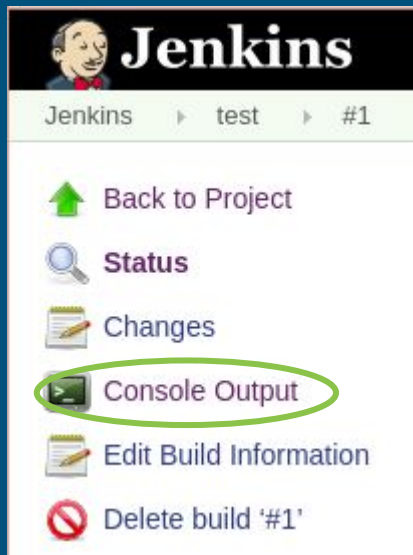 Jenkins
Jenkins test #1
Back to Project
Status
Changes
Console Output
Edit Build Information
Delete build ‘#1’